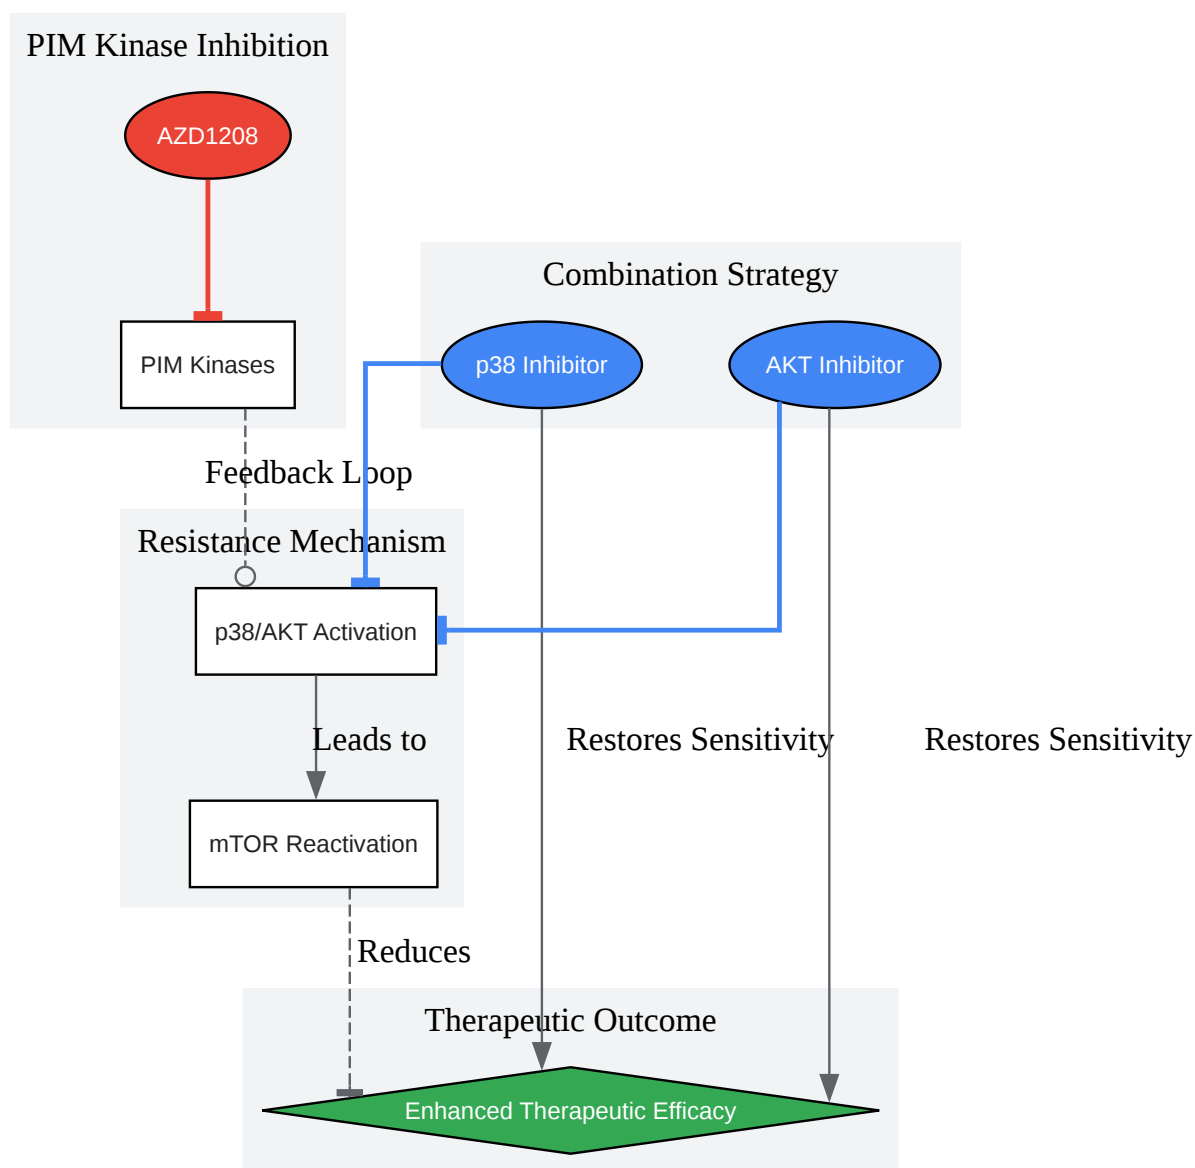 PIM Kinase Inhibition
AZD1208
Combination Strategy
PIM Kinases
p38 Inhibitor
AKT Inhibitor
Feedback Loop
Resistance Mechanism
p38/AKT Activation
Leads to
Restores Sensitivity
Restores Sensitivity
mTOR Reactivation
Reduces
Therapeutic Outcome
Enhanced Therapeutic Efficacy